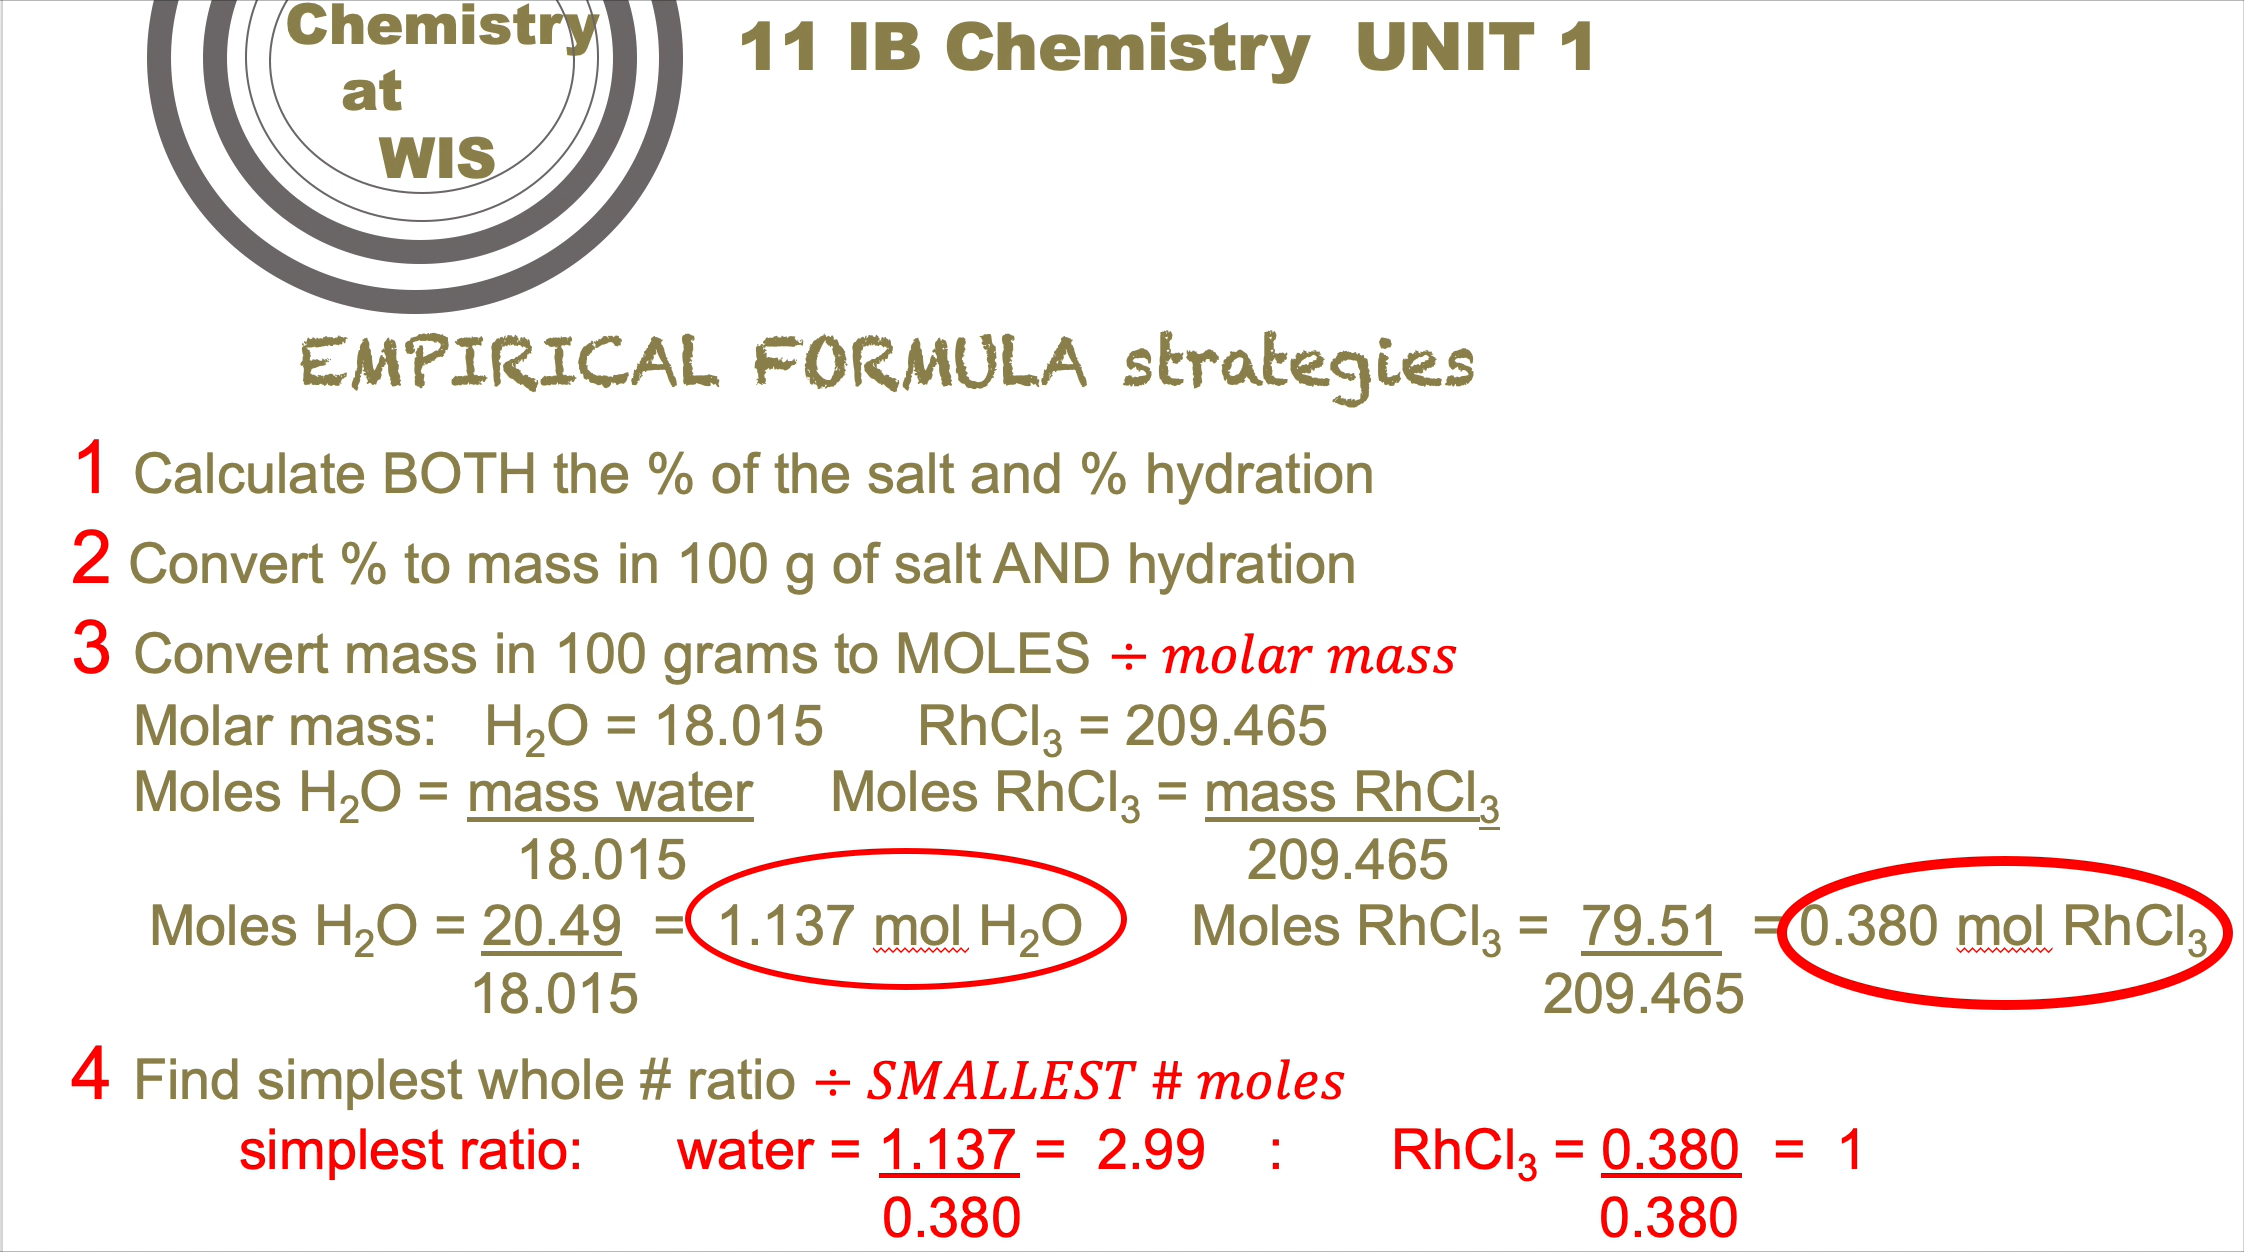 Chemistry
at
WIS
11 IB Chemistry UNIT 1
EMPIRICAL FORMULA strategies
1 Calculate BOTH the % of the salt and % hydration
2 Convert % to mass in 100 g of salt AND hydration
3 Convert mass in 100 grams to MOLES ÷ molar mass
Molar mass: H₂O = 18.015 RhCl₃ = 209.465
Moles H₂O = mass water Moles RhCl₃ = mass RhCl₃
18.015 209.465
Moles H₂O = 20.49 = 1.137 mol H₂O Moles RhCl₃ = 79.51 = 0.380 mol RhCl₃
18.015 209.465
4 Find simplest whole # ratio ÷ SMALLEST # moles
simplest ratio: water = 1.137 = 2.99 : RhCl₃ = 0.380 = 1
0.380 0.380